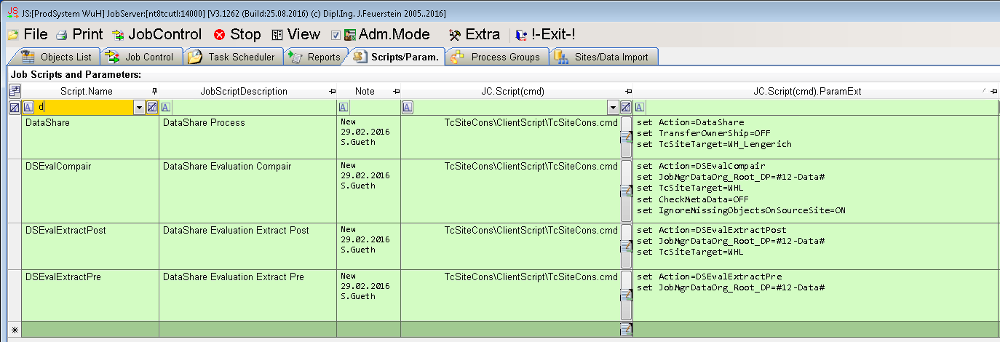 JS:[ProdSystem WuH] JobServer:[nt8tcutl:14000] [V3.1262 (Build:25.08.2016) (c) Dipl.Ing. J.Feuerstein 2005..2016]
File Print JobControl Stop View Adm.Mode Extra !-Exit-!
Objects List Job Control Task Scheduler Reports Scripts/Param. Process Groups Sites/Data Import
Job Scripts and Parameters:
Script.Name JobScriptDescription Note JC.Script(cmd) JC.Script(cmd).ParamExt
d
DataShare DataShare Process New TcSiteCons\ClientScript\TcSiteCons.cmd set Action=DataShare
29.02.2016 set TransferOwnerShip=OFF
S.Gueth set TcSiteTarget=WH_Lengerich
DSEvalCompair DataShare Evaluation Compair New TcSiteCons\ClientScript\TcSiteCons.cmd set Action=DSEvalCompair
29.02.2016 set JobMgrDataOrg_Root_DP=#12-Data#
S.Gueth set TcSiteTarget=WHL
set CheckMetaData=OFF
set IgnoreMissingObjectsOnSourceSite=ON
DSEvalExtractPost DataShare Evaluation Extract Post New TcSiteCons\ClientScript\TcSiteCons.cmd set Action=DSEvalExtractPost
29.02.2016 set JobMgrDataOrg_Root_DP=#12-Data#
S.Gueth set TcSiteTarget=WHL
DSEvalExtractPre DataShare Evaluation Extract Pre New TcSiteCons\ClientScript\TcSiteCons.cmd set Action=DSEvalExtractPre
29.02.2016 set JobMgrDataOrg_Root_DP=#12-Data#
S.Gueth